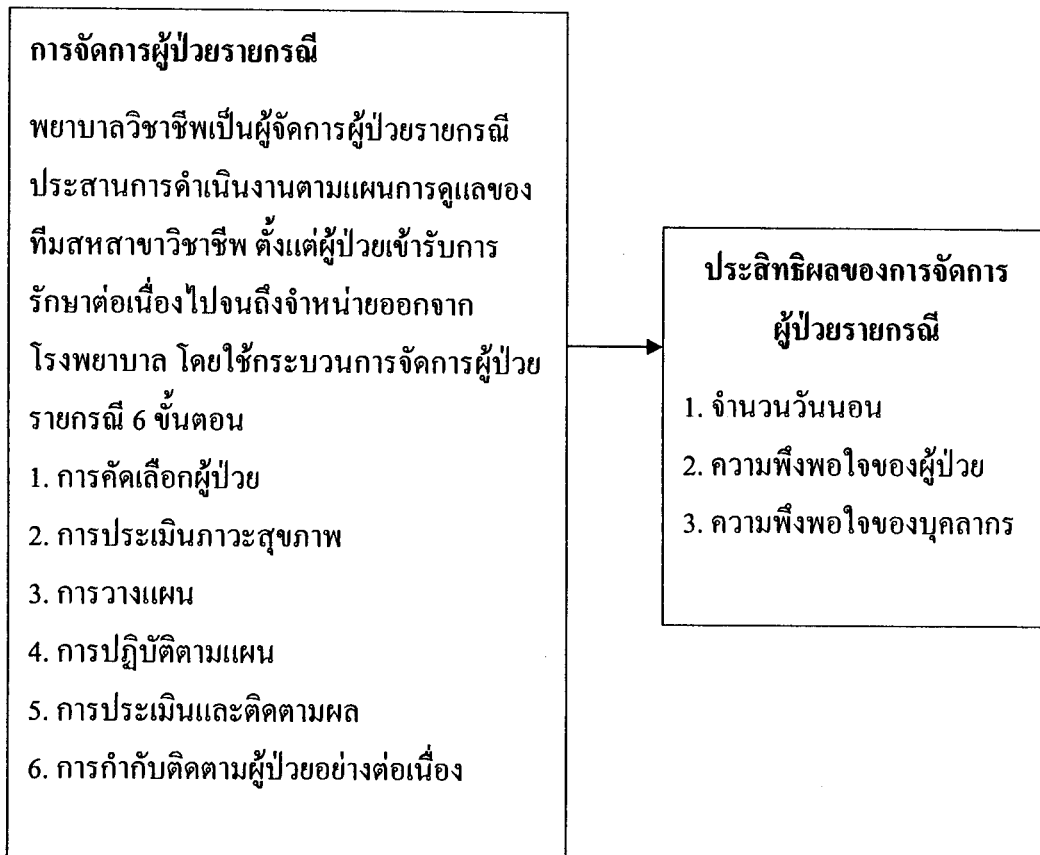 การจัดการผู้ป่วยรายกรณี
พยาบาลวิชาชีพเป็นผู้จัดการผู้ป่วยรายกรณี
ประสานการดำเนินงานตามแผนการดูแลของ
ทีมสหสาขาวิชาชีพ ตั้งแต่ผู้ป่วยเข้ารับการ
รักษาต่อเนื่องไปจนถึงจำหน่ายออกจาก
โรงพยาบาล โดยใช้กระบวนการจัดการผู้ป่วย
รายกรณี 6 ขั้นตอน
1. การคัดเลือกผู้ป่วย
2. การประเมินภาวะสุขภาพ
3. การวางแผน
4. การปฏิบัติตามแผน
5. การประเมินและติดตามผล
6. การกำกับติดตามผู้ป่วยอย่างต่อเนื่อง
ประสิทธิผลของการจัดการ
ผู้ป่วยรายกรณี
1. จำนวนวันนอน
2. ความพึงพอใจของผู้ป่วย
3. ความพึงพอใจของบุคลากร